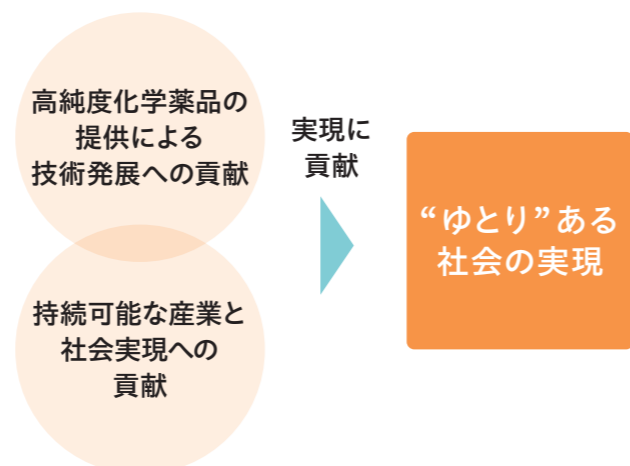 高純度化学薬品の
提供による
技術発展への貢献
持続可能な産業と
社会実現への
貢献
実現に
貢献
“ゆとり”ある
社会の実現